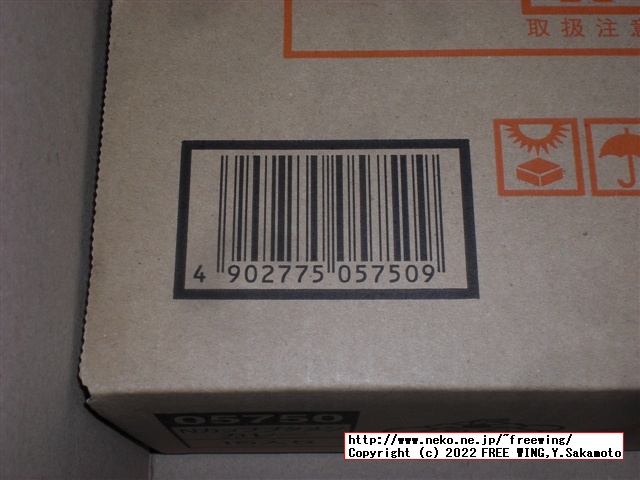 取扱注意
4 902775 057509
05750
http://www.neko.ne.jp/~freewing/
Copyright (c) 2022 FREE WING,Y.Sakamoto